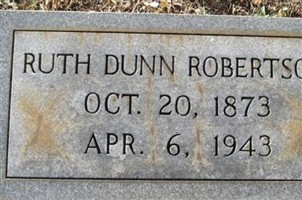 RUTH DUNN ROBERTSO
OCT. 20, 1873
APR. 6, 1943